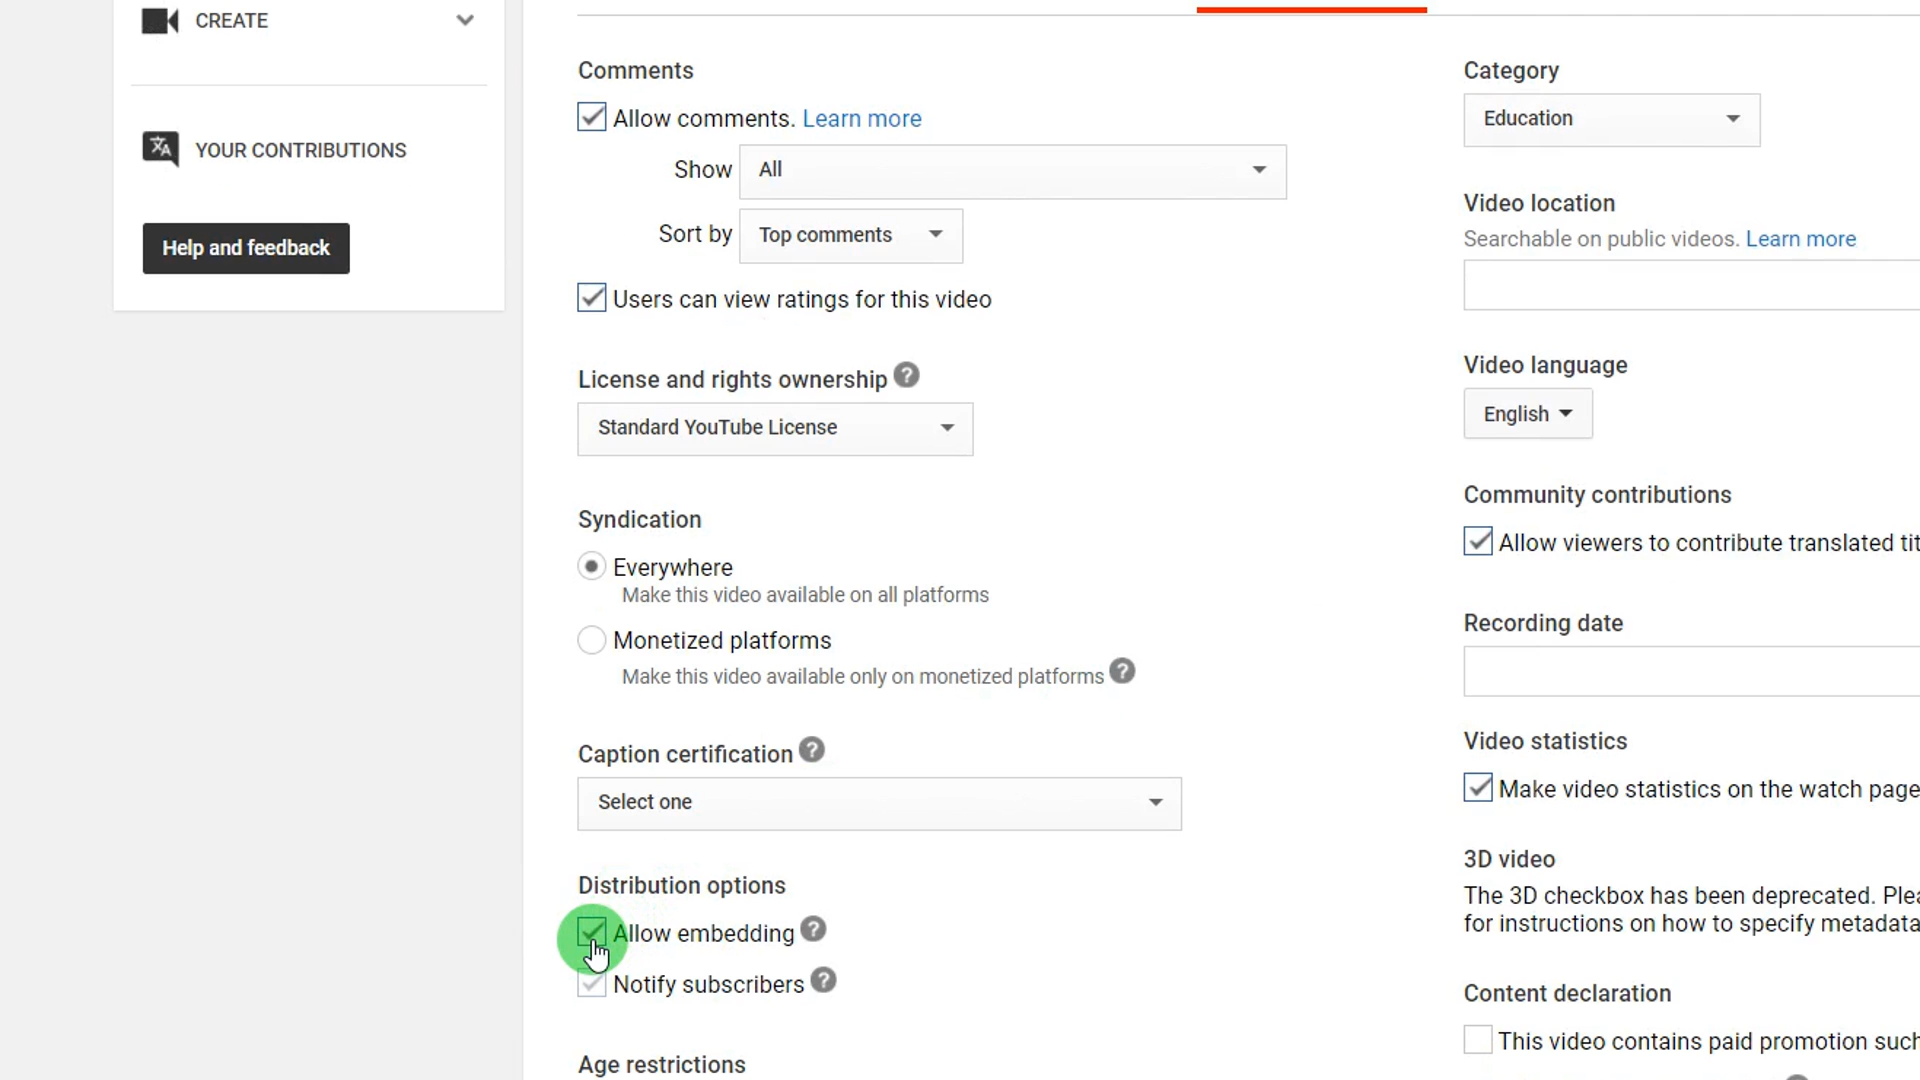 CREATE
YOUR CONTRIBUTIONS
Help and feedback
Comments
Allow comments. Learn more
Show All
Sort by Top comments
Users can view ratings for this video
License and rights ownership ?
Standard YouTube License
Syndication
Everywhere
Make this video available on all platforms
Monetized platforms
Make this video available only on monetized platforms ?
Caption certification ?
Select one
Distribution options
Allow embedding ?
Notify subscribers ?
Age restrictions
Category
Education
Video location
Searchable on public videos. Learn more
Video language
English
Community contributions
Allow viewers to contribute translated tit
Recording date
Video statistics
Make video statistics on the watch page
3D video
The 3D checkbox has been deprecated. Plea
for instructions on how to specify metadata
Content declaration
This video contains paid promotion such